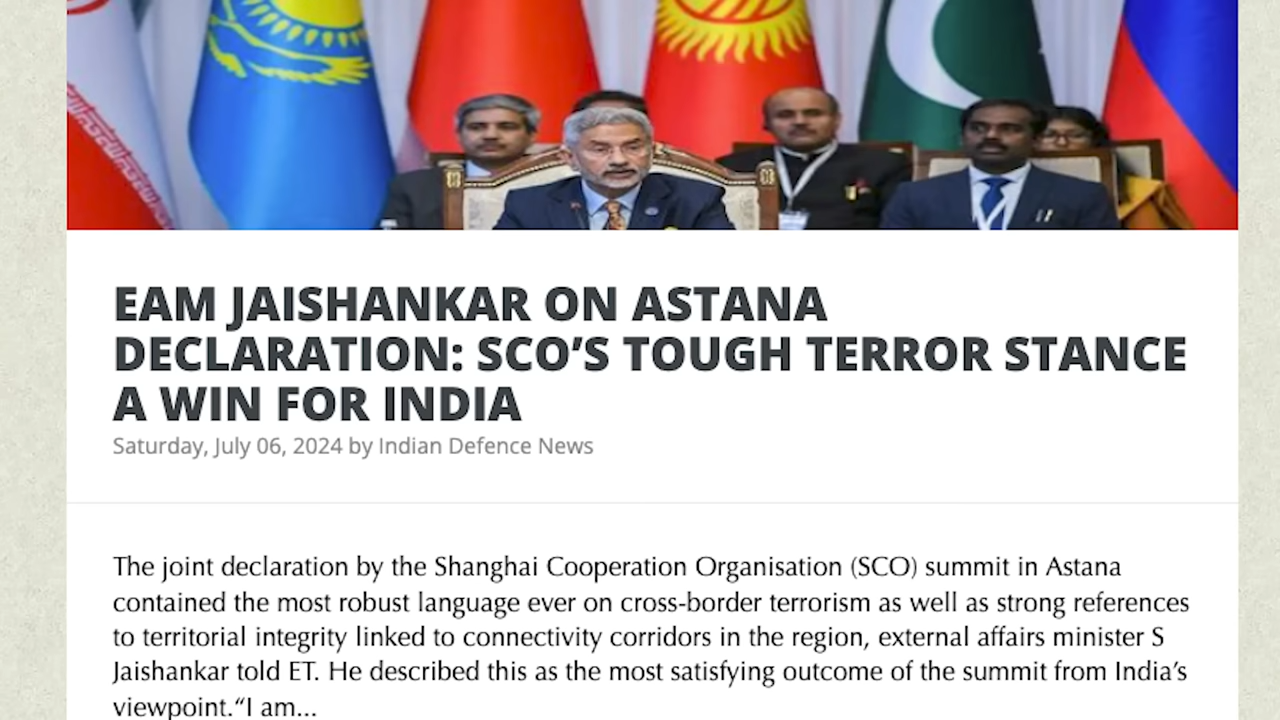 EAM JAISHANKAR ON ASTANA
DECLARATION: SCO’S TOUGH TERROR STANCE
A WIN FOR INDIA
Saturday, July 06, 2024 by Indian Defence News
The joint declaration by the Shanghai Cooperation Organisation (SCO) summit in Astana
contained the most robust language ever on cross-border terrorism as well as strong references
to territorial integrity linked to connectivity corridors in the region, external affairs minister S
Jaishankar told ET. He described this as the most satisfying outcome of the summit from India’s
viewpoint.“I am...